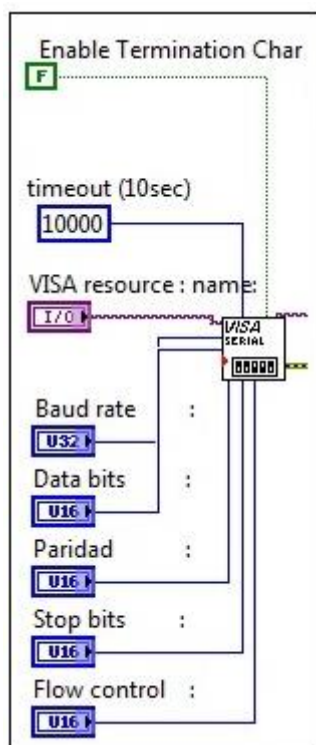 Enable Termination Char
F
timeout (10sec)
10000
VISA resource : name:
I/O
VISA
SERIAL
Baud rate :
U32
Data bits :
U16
Paridad :
U16
Stop bits :
U16
Flow control :
U16